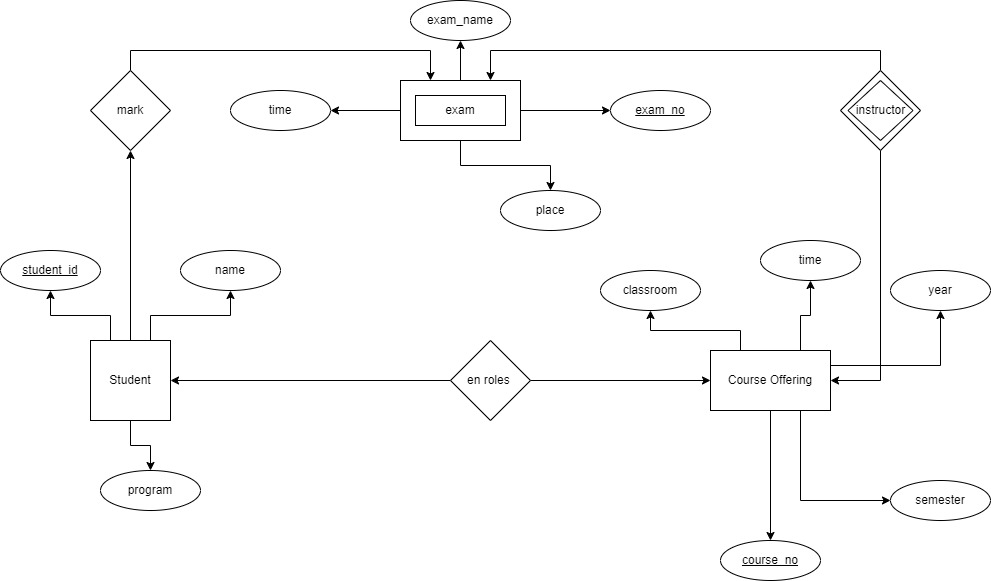 exam_name
mark
time
exam
exam_no
instructor
place
student_id
name
classroom
time
year
Student
en roles
Course Offering
program
semester
course_no